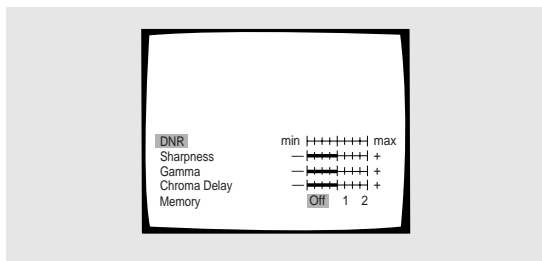 DNR min max
Sharpness — +
Gamma — +
Chroma Delay — +
Memory Off 1 2